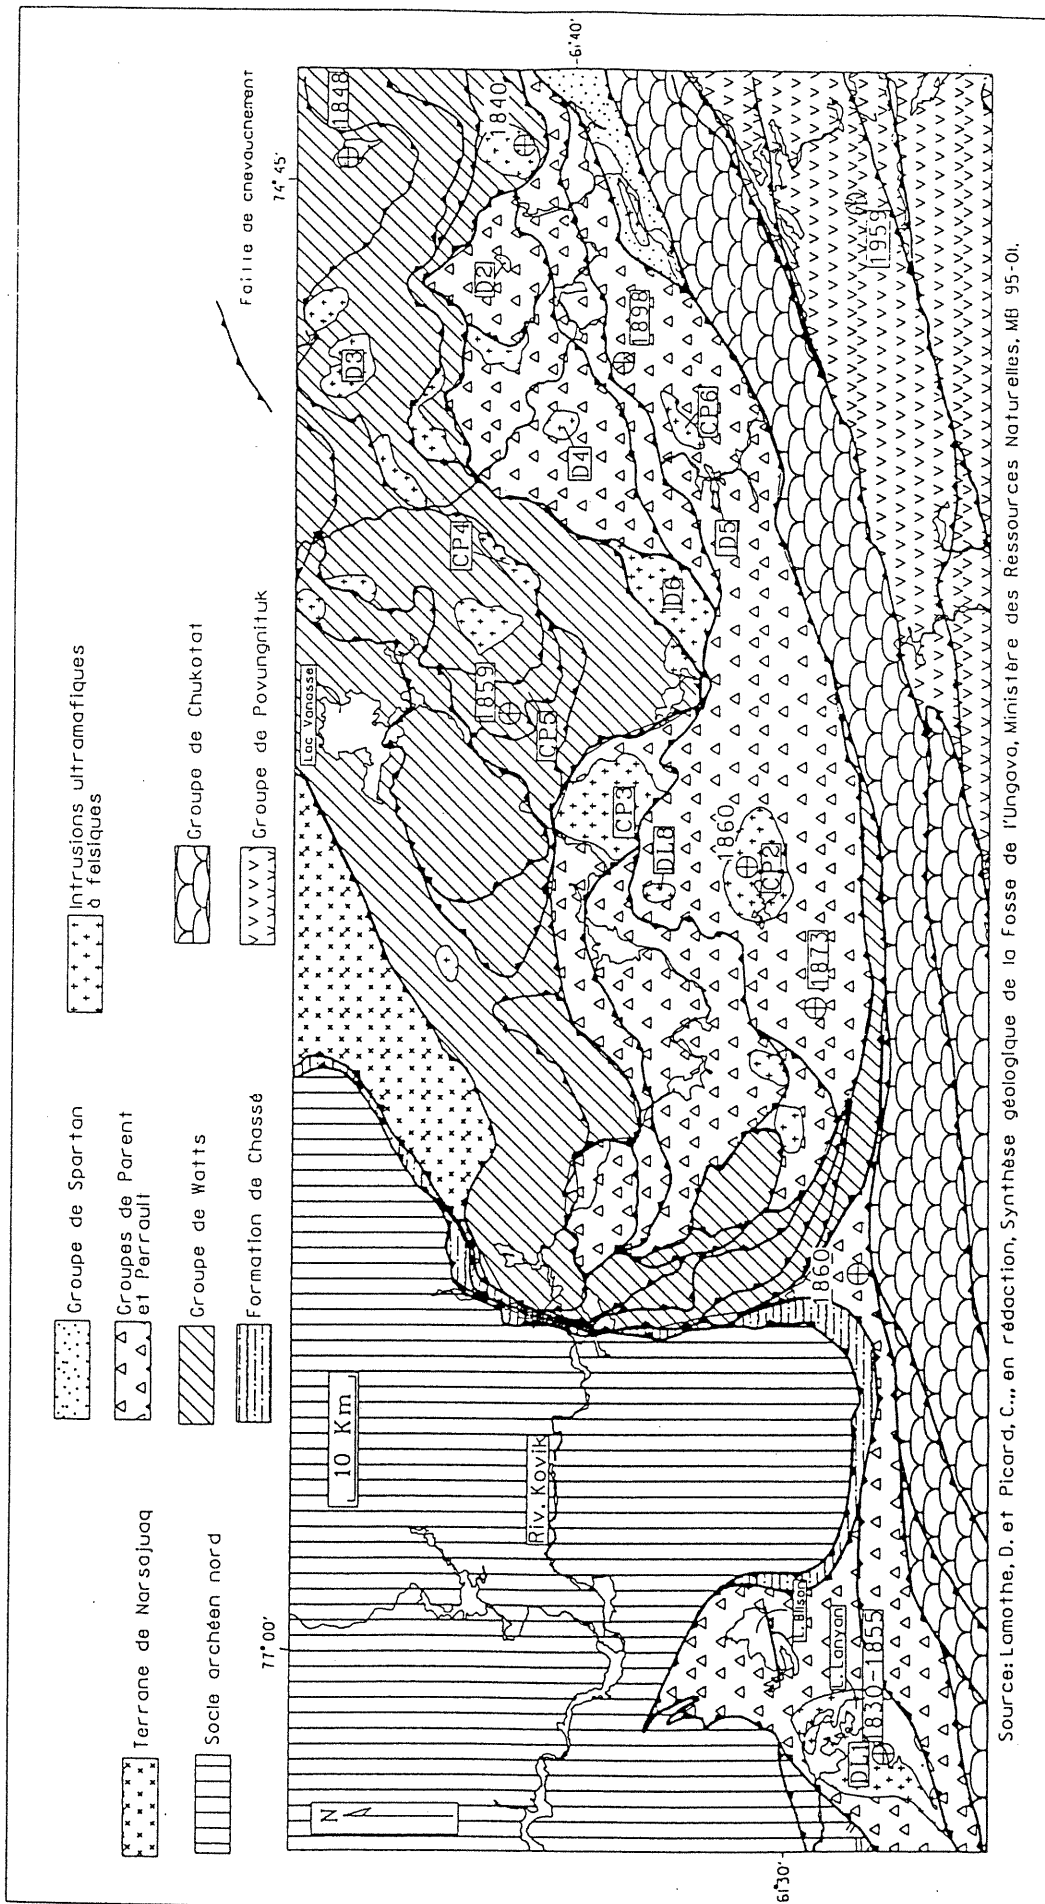 Terrane de Narsajuaq
Socle archéen nord
Groupe de Spartan
Groupes de Parent
et Perrault
Groupe de Watts
Formation de Chassé
Intrusions ultramafiques
à felsiques
Groupe de Chukotat
Groupe de Povungnituk
Faille de chevauchement
77°00'
74°45'
61°40'
61°30'
N
10 Km
Riv. Kovik
Lac Vanasse
L. Bilson
L. Lanyan
DL1
1830-1855
1860
1873
1860
CP2
DL8
CP3
CP5
1859
CP4
D6
D5
CP6
D4
1898
D2
D3
1840
1848
1959
Source: Lamothe, D. et Picard, C.., en rédaction, Synthèse géologique de la Fosse de l'Ungava, Ministère des Ressources Naturelles, MB 95-01.